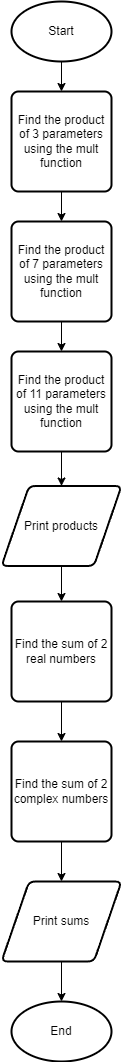 Start
Find the product
of 3 parameters
using the mult
function
Find the product
of 7 parameters
using the mult
function
Find the product
of 11 parameters
using the mult
function
Print products
Find the sum of 2
real numbers
Find the sum of 2
complex numbers
Print sums
End